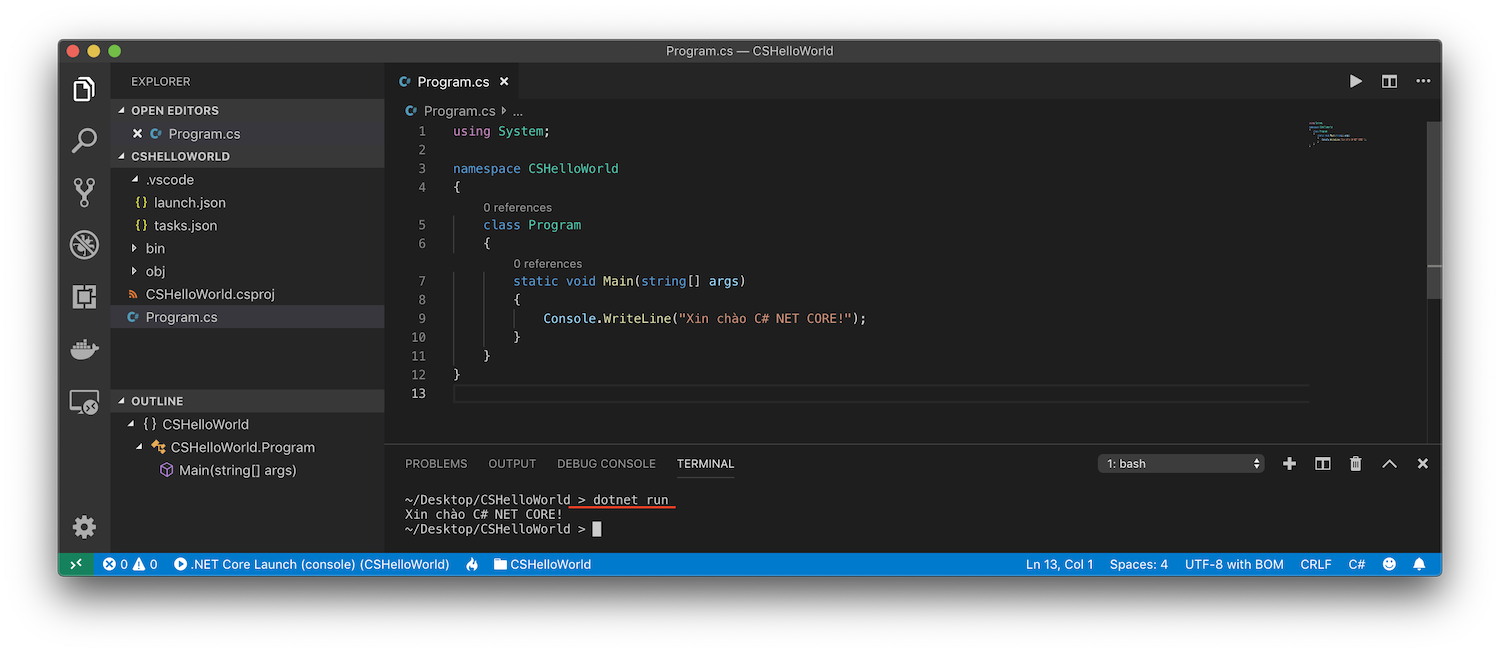 Program.cs — CSHelloWorld
EXPLORER
OPEN EDITORS
Program.cs
CSHELLOWORLD
.vscode
{} launch.json
{} tasks.json
bin
obj
CSHelloWorld.csproj
Program.cs
OUTLINE
{} CSHelloWorld
CSHelloWorld.Program
Main(string[] args)
Program.cs
Program.cs ...
1 using System;
2
3 namespace CSHelloWorld
4 {
0 references
5 class Program
6 {
0 references
7 static void Main(string[] args)
8 {
9 Console.WriteLine("Xin chào C# NET CORE!");
10 }
11 }
12 }
13
PROBLEMS OUTPUT DEBUG CONSOLE TERMINAL 1: bash
~/Desktop/CSHelloWorld > dotnet run
Xin chào C# NET CORE!
~/Desktop/CSHelloWorld >
0 0 .NET Core Launch (console) (CSHelloWorld) CSHelloWorld Ln 13, Col 1 Spaces: 4 UTF-8 with BOM CRLF C#